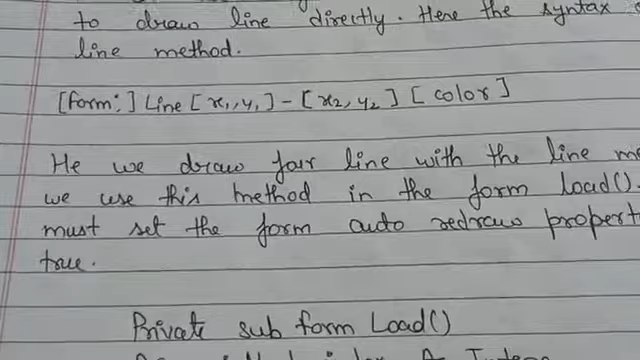 to draw line directly. Here the syntax
line method.
[form:] Line [x1, y1] - [x2, y2] [color]
He we draw four line with the line
we use this method in the form load().
must set the form auto redraw
true.
Private sub form Load()